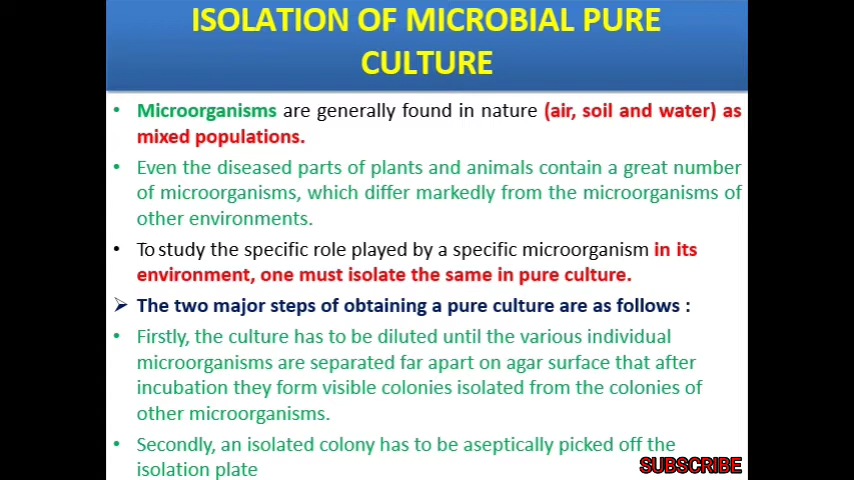 ISOLATION OF MICROBIAL PURE
CULTURE
• Microorganisms are generally found in nature (air, soil and water) as
mixed populations.
• Even the diseased parts of plants and animals contain a great number
of microorganisms, which differ markedly from the microorganisms of
other environments.
• To study the specific role played by a specific microorganism in its
environment, one must isolate the same in pure culture.
➢ The two major steps of obtaining a pure culture are as follows :
• Firstly, the culture has to be diluted until the various individual
microorganisms are separated far apart on agar surface that after
incubation they form visible colonies isolated from the colonies of
other microorganisms.
• Secondly, an isolated colony has to be aseptically picked off the
isolation plate
SUBSCRIBE